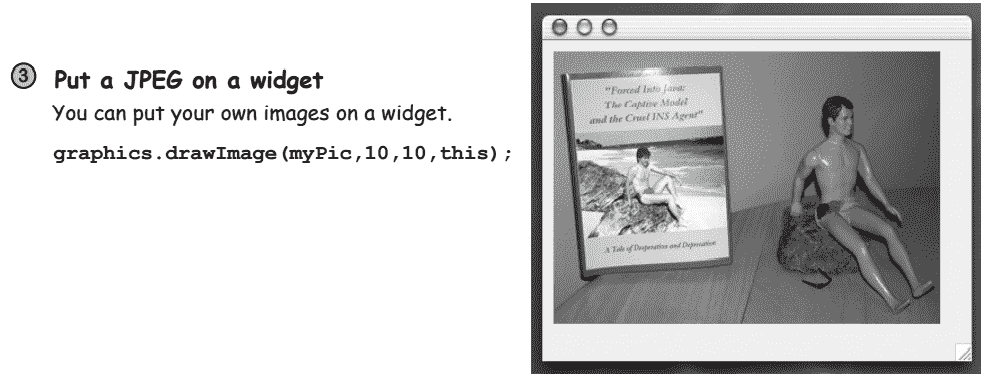 3 Put a JPEG on a widget
You can put your own images on a widget.
graphics.drawImage(myPic,10,10,this);
"Forced Into Java:
The Captive Model
and the Cruel INS Agent"
A Tale of Desperation and Deprivation